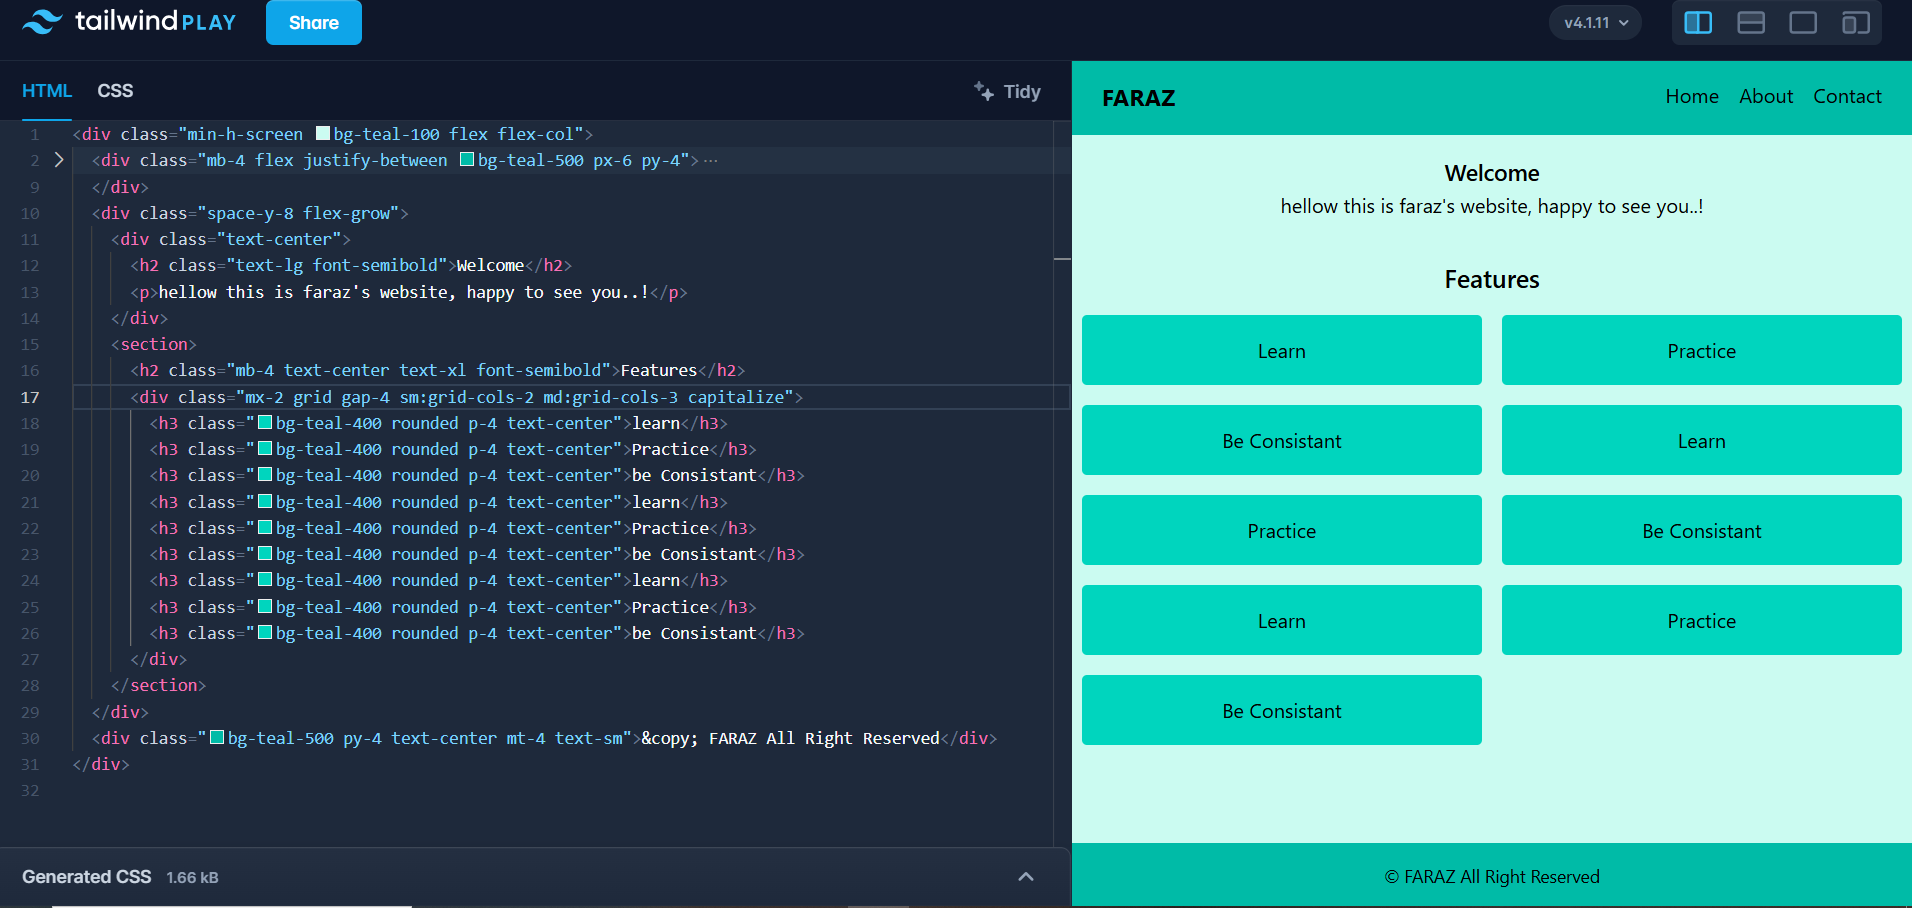 tailwind PLAY
Share
v4.1.11
HTML CSS
Tidy
1 <div class="min-h-screen bg-teal-100 flex flex-col">
2 <div class="mb-4 flex justify-between bg-teal-500 px-6 py-4">···
9 </div>
10 <div class="space-y-8 flex-grow">
11 <div class="text-center">
12 <h2 class="text-lg font-semibold">Welcome</h2>
13 <p>hellow this is faraz's website, happy to see you..!</p>
14 </div>
15 <section>
16 <h2 class="mb-4 text-center text-xl font-semibold">Features</h2>
17 <div class="mx-2 grid gap-4 sm:grid-cols-2 md:grid-cols-3 capitalize">
18 <h3 class="bg-teal-400 rounded p-4 text-center">learn</h3>
19 <h3 class="bg-teal-400 rounded p-4 text-center">Practice</h3>
20 <h3 class="bg-teal-400 rounded p-4 text-center">be Consistant</h3>
21 <h3 class="bg-teal-400 rounded p-4 text-center">learn</h3>
22 <h3 class="bg-teal-400 rounded p-4 text-center">Practice</h3>
23 <h3 class="bg-teal-400 rounded p-4 text-center">be Consistant</h3>
24 <h3 class="bg-teal-400 rounded p-4 text-center">learn</h3>
25 <h3 class="bg-teal-400 rounded p-4 text-center">Practice</h3>
26 <h3 class="bg-teal-400 rounded p-4 text-center">be Consistant</h3>
27 </div>
28 </section>
29 </div>
30 <div class="bg-teal-500 py-4 text-center mt-4 text-sm">&copy; FARAZ All Right Reserved</div>
31 </div>
32
Generated CSS 1.66 kB
FARAZ
Home About Contact
Welcome
hellow this is faraz's website, happy to see you..!
Features
Learn
Practice
Be Consistant
Learn
Practice
Be Consistant
Learn
Practice
Be Consistant
© FARAZ All Right Reserved